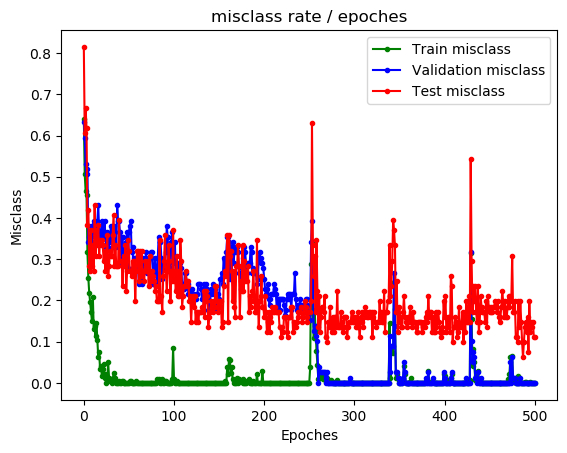 misclass rate / epoches
Train misclass
Validation misclass
Test misclass
Misclass
0.8
0.7
0.6
0.5
0.4
0.3
0.2
0.1
0.0
0 100 200 300 400 500
Epoches